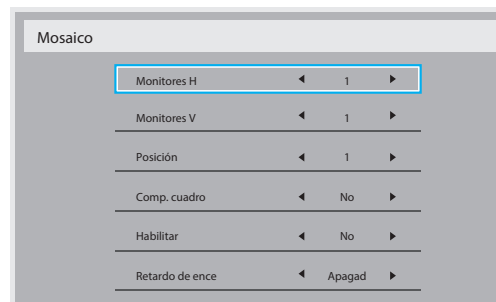 Mosaico
Monitores H 1
Monitores V 1
Posición 1
Comp. cuadro No
Habilitar No
Retardo de ence Apagad